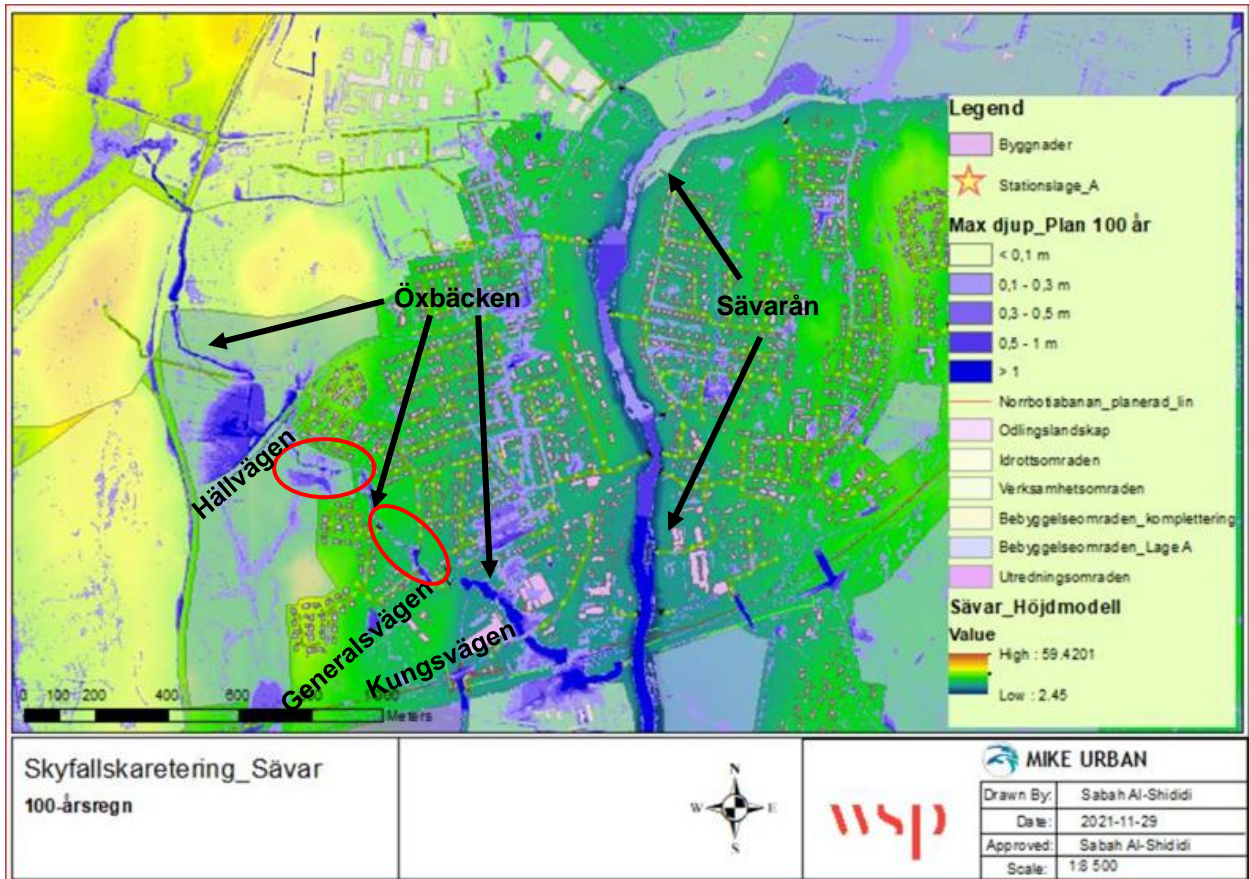 Öxbäcken
Sävarån
Hällvägen
Generalsvägen
Kungsvägen
0 100 200 400 600
Meters
Legend
Byggnader
Stationslage_A
Max djup_Plan 100 år
< 0,1 m
0,1 - 0,3 m
0,3 - 0,5 m
0,5 - 1 m
> 1
Norrbotiabanan_planerad_lin
Odlingslandskap
Idrottsomraden
Verksamhetsomraden
Bebyggelseomraden_komplettering
Bebyggelseomraden_Lage A
Utredningsomraden
Sävar_Höjdmodell
Value
High : 59.4201
Low : 2.45
Skyfallskaretering_Sävar
100-årsregn
N
W E
S
wsp
MIKE URBAN
Drawn By: Sabah Al-Shididi
Date: 2021-11-29
Approved: Sabah Al-Shididi
Scale: 1:8 500